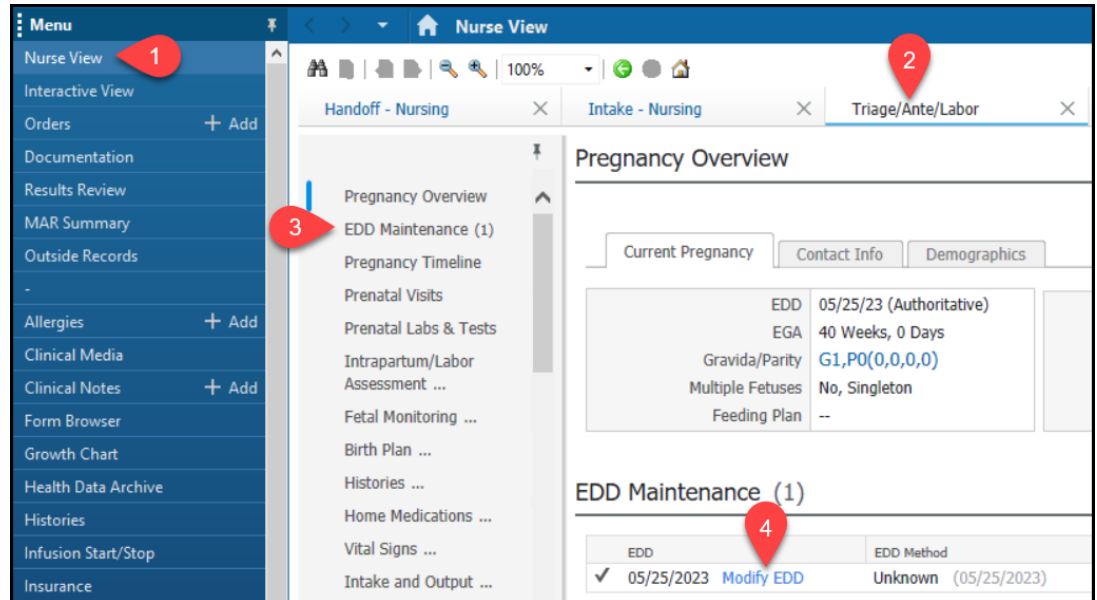 Menu
Nurse View
1
Interactive View
Orders + Add
Documentation
Results Review
MAR Summary
Outside Records
-
Allergies + Add
Clinical Media
Clinical Notes + Add
Form Browser
Growth Chart
Health Data Archive
Histories
Infusion Start/Stop
Insurance
Nurse View
100%
2
Handoff - Nursing
Intake - Nursing
Triage/Ante/Labor
Pregnancy Overview
3
EDD Maintenance (1)
Pregnancy Timeline
Prenatal Visits
Prenatal Labs & Tests
Intrapartum/Labor
Assessment ...
Fetal Monitoring ...
Birth Plan ...
Histories ...
Home Medications ...
Vital Signs ...
Intake and Output ...
Pregnancy Overview
Current Pregnancy Contact Info Demographics
EDD 05/25/23 (Authoritative)
EGA 40 Weeks, 0 Days
Gravida/Parity G1,P0(0,0,0,0)
Multiple Fetuses No, Singleton
Feeding Plan --
EDD Maintenance (1)
4
EDD EDD Method
05/25/2023 Modify EDD Unknown (05/25/2023)